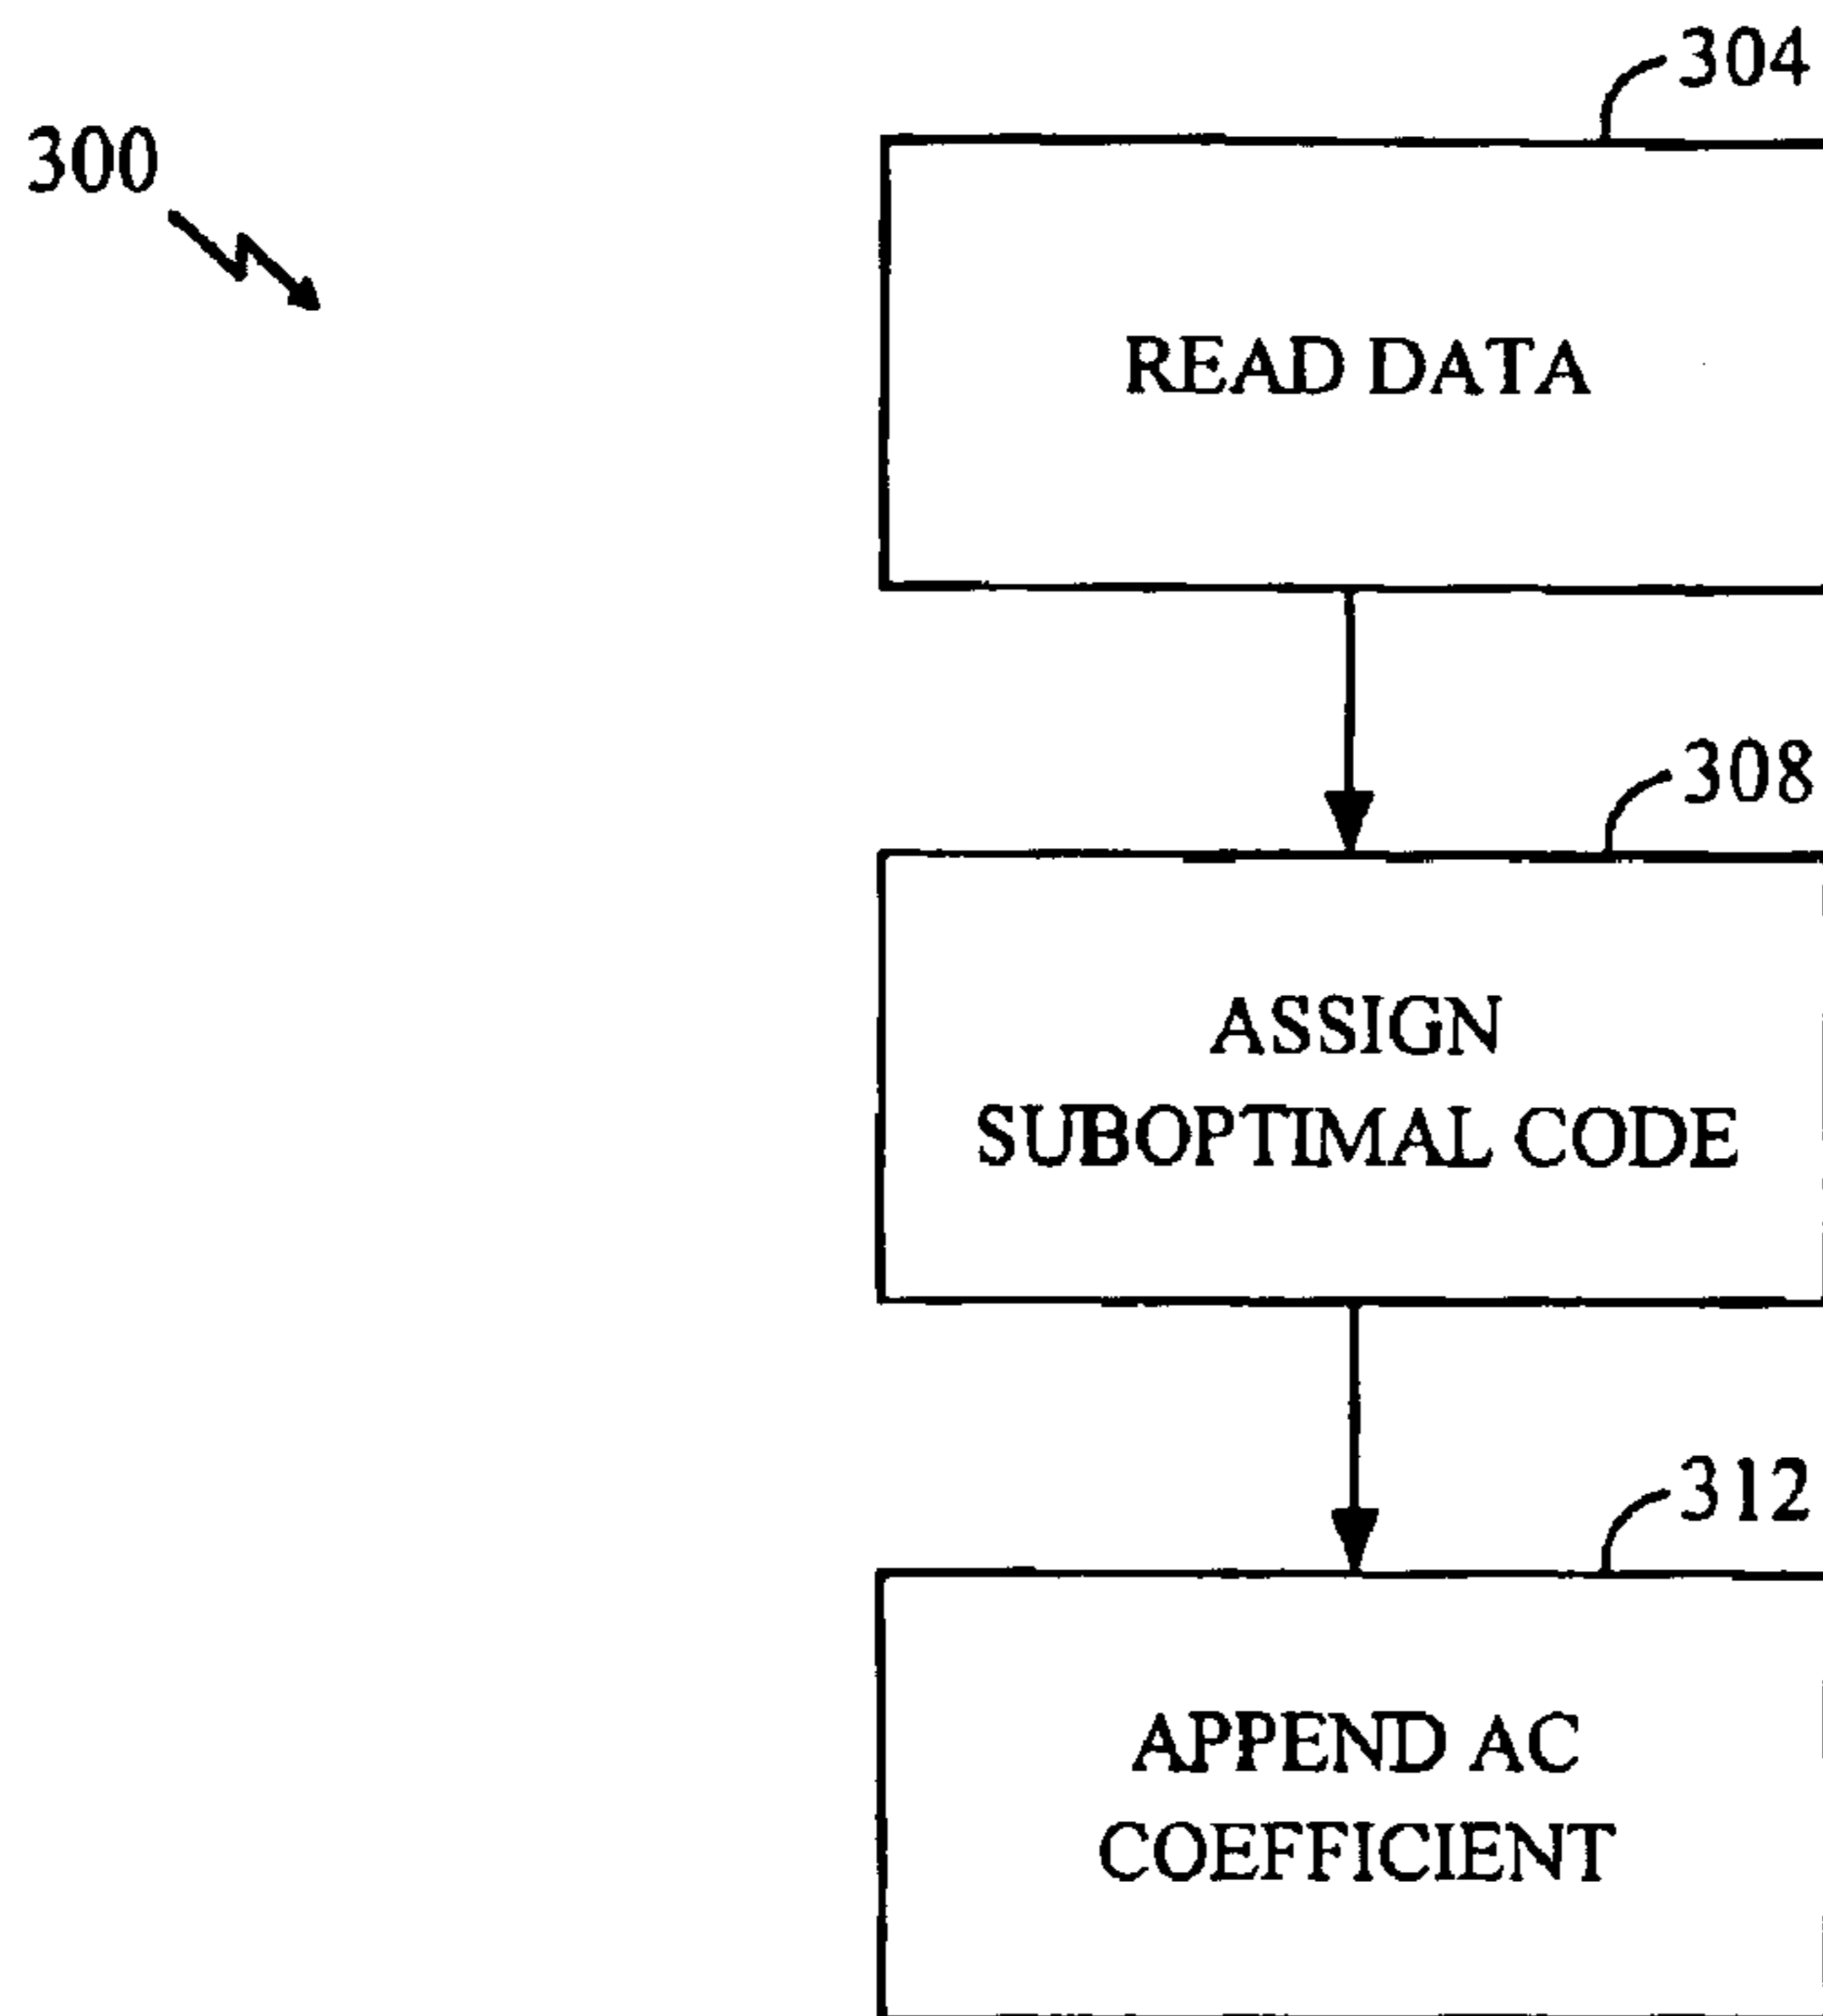 304
300
READ DATA
308
ASSIGN
SUBOPTIMAL CODE
312
APPEND AC
COEFFICIENT